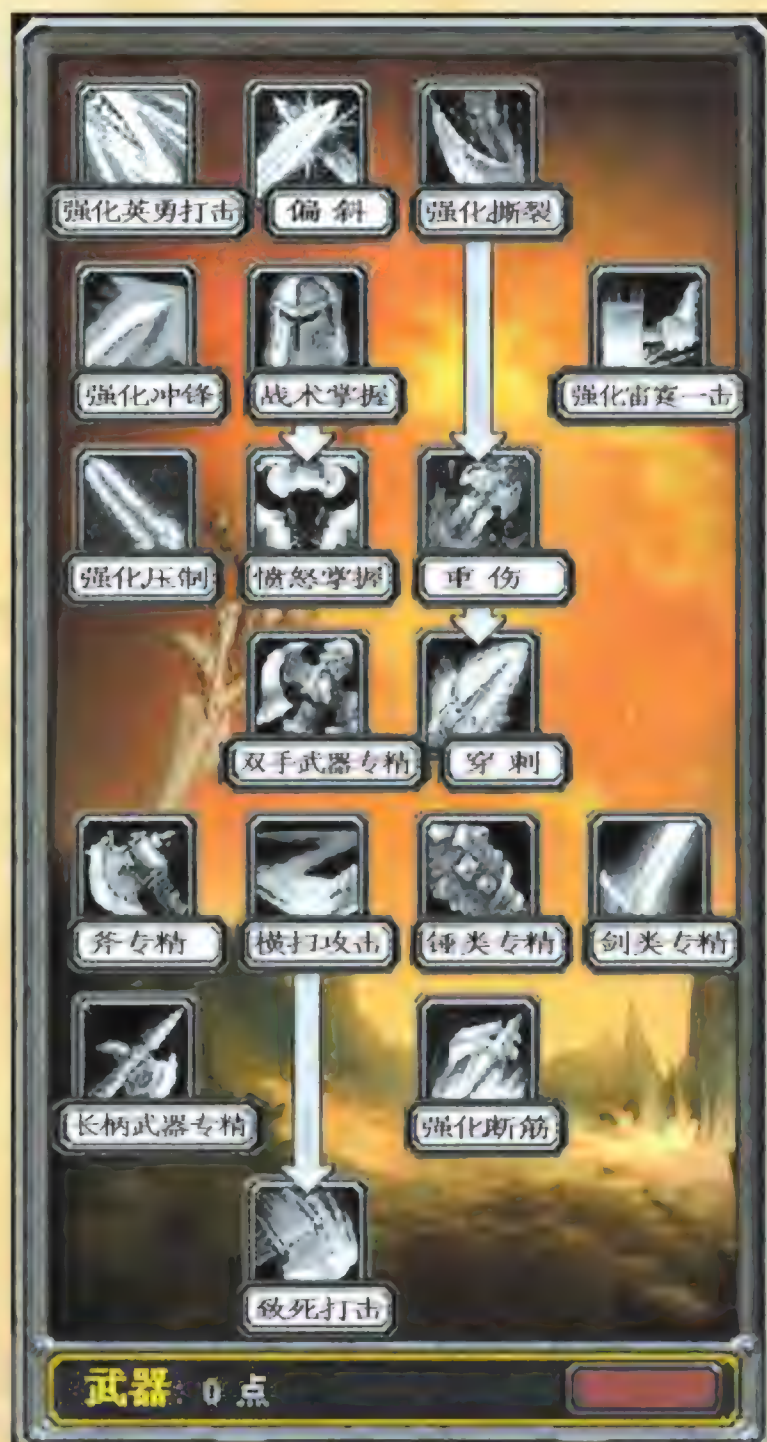 强化英勇打击 偏斜 强化撕裂
强化冲锋 战术掌握 强化雷霆一击
强化压制 愤怒掌握 重伤
双手武器专精 穿刺
斧专精 横扫攻击 锤类专精 剑类专精
长柄武器专精 强化断筋
致死打击
武器: 0 点